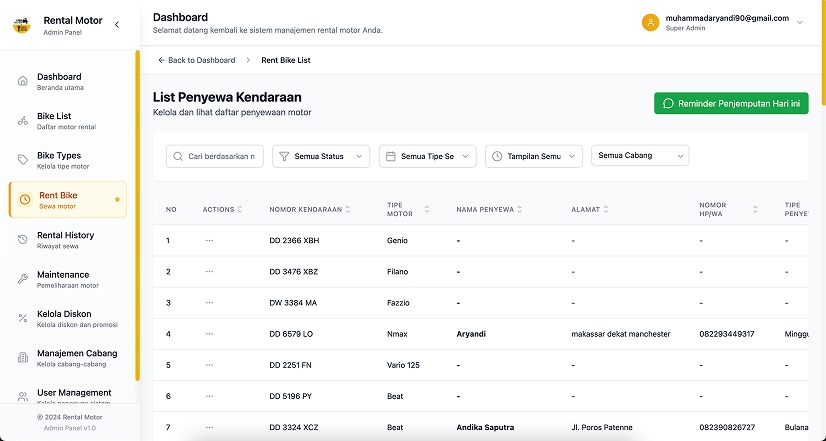 Rental Motor
Admin Panel
Dashboard
Selamat datang kembali ke sistem manajemen rental motor Anda.
muhammadaryandi90@gmail.com
Super Admin
Back to Dashboard
Rent Bike List
Dashboard
Beranda utama
Bike List
Daftar motor rental
Bike Types
Kelola tipe motor
Rent Bike
Sewa motor
Rental History
Riwayat sewa
Maintenance
Pemeliharaan motor
Kelola Diskon
Kelola diskon dan promosi
Manajemen Cabang
Kelola cabang-cabang
User Management
© 2024 Rental Motor
Admin Panel v1.0
List Penyewa Kendaraan
Kelola dan lihat daftar penyewaan motor
Reminder Penjemputan Hari ini
Cari berdasarkan n
Semua Status
Semua Tipe Se
Tampilan Semu
Semua Cabang
NO ACTIONS NOMOR KENDARAAN TIPE MOTOR NAMA PENYEWA ALAMAT NOMOR HP/WA TIPE PENYE
1 ··· DD 2366 XBH Genio - - - -
2 ··· DD 3476 XBZ Filano - - - -
3 ··· DW 3384 MA Fazzio - - - -
4 ··· DD 6579 LO Nmax Aryandi makassar dekat manchester 082293449317 Minggu
5 ··· DD 2251 FN Vario 125 - - - -
6 ··· DD 5196 PY Beat - - - -
7 ··· DD 3324 XCZ Beat Andika Saputra Jl. Poros Patenne 082390826727 Bulana